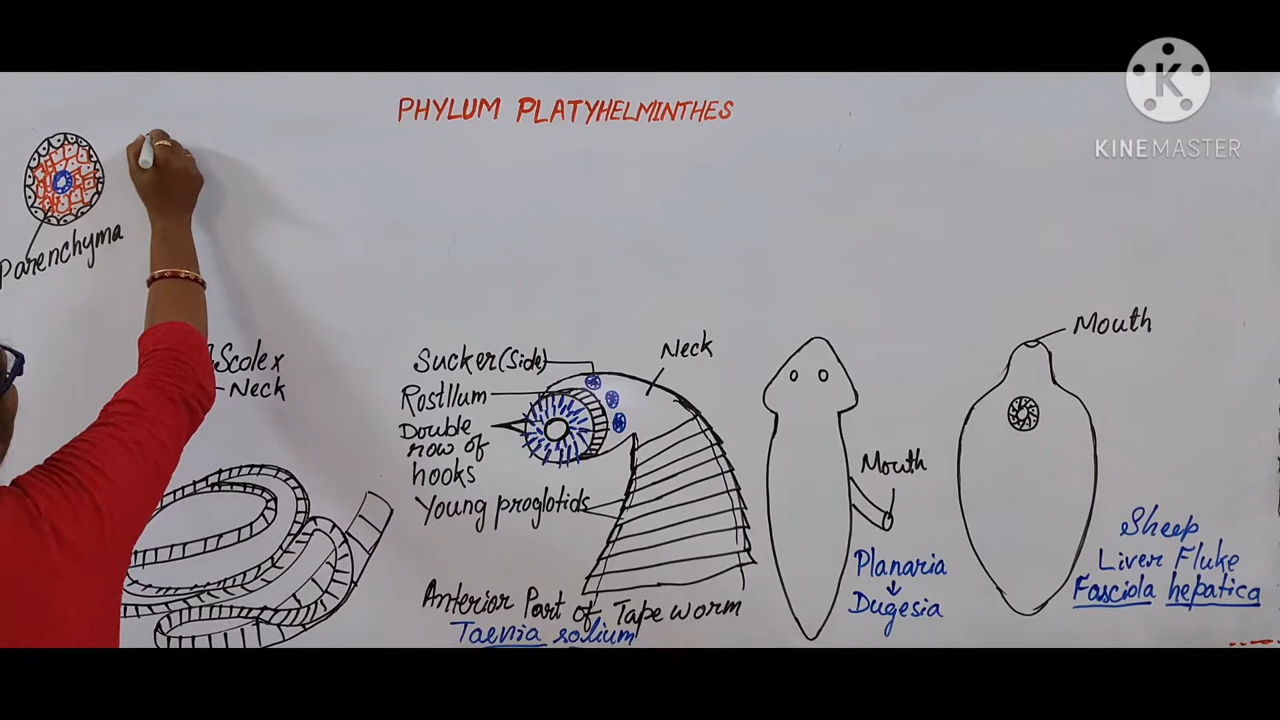 PHYLUM PLATYHELMINTHES
K
KINEMASTER
Parenchyma
Scolex
Neck
Sucker(Side)
Rostllum
Double
row of
hooks
Young proglotids
Neck
Anterior Part of Tape worm
Taenia solium
Mouth
Planaria
Dugesia
Mouth
Sheep
Liver Fluke
Fasciola hepatica